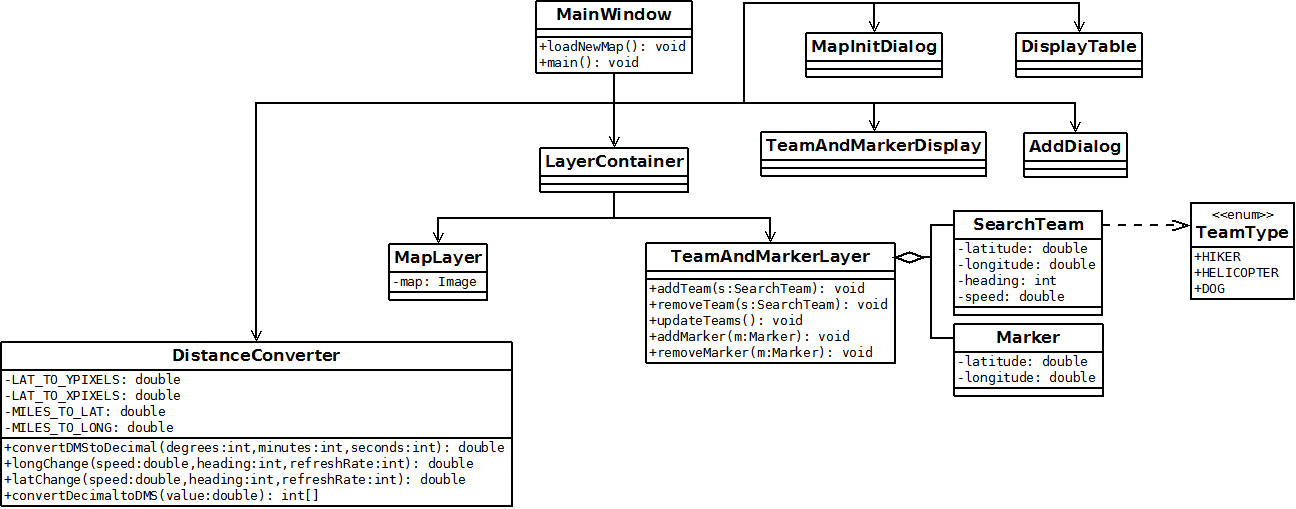 MainWindow
+loadNewMap(): void
+main(): void
MapInitDialog
DisplayTable
TeamAndMarkerDisplay
AddDialog
LayerContainer
MapLayer
-map: Image
TeamAndMarkerLayer
+addTeam(s:SearchTeam): void
+removeTeam(s:SearchTeam): void
+updateTeams(): void
+addMarker(m:Marker): void
+removeMarker(m:Marker): void
SearchTeam
-latitude: double
-longitude: double
-heading: int
-speed: double
<<enum>>
TeamType
+HIKER
+HELICOPTER
+DOG
Marker
-latitude: double
-longitude: double
DistanceConverter
-LAT_TO_YPIXELS: double
-LAT_TO_XPIXELS: double
-MILES_TO_LAT: double
-MILES_TO_LONG: double
+convertDMStoDecimal(degrees:int,minutes:int,seconds:int): double
+longChange(speed:double,heading:int,refreshRate:int): double
+latChange(speed:double,heading:int,refreshRate:int): double
+convertDecimaltoDMS(value:double): int[]